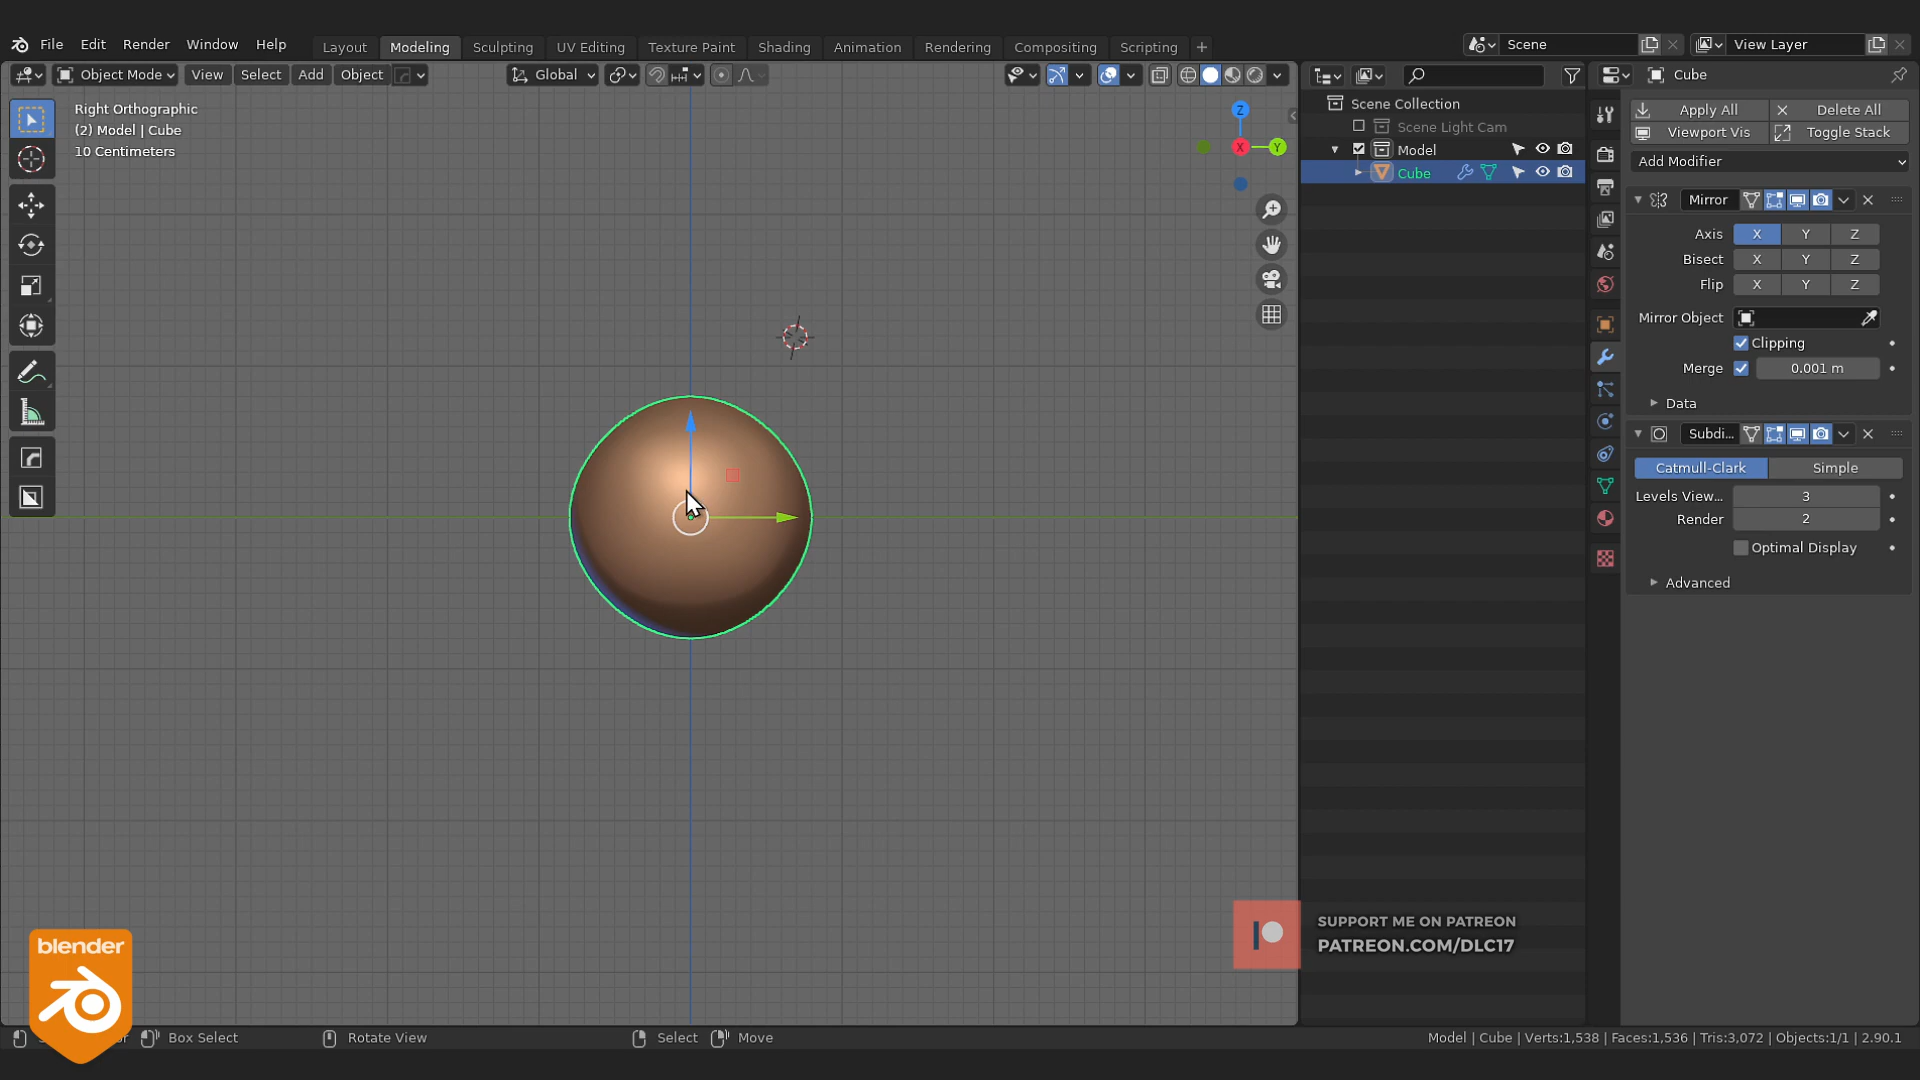 File Edit Render Window Help Layout Modeling Sculpting UV Editing Texture Paint Shading Animation Rendering Compositing Scripting + Scene View Layer
Object Mode View Select Add Object Global Cube
Right Orthographic
(2) Model | Cube
10 Centimeters
Z
X
Y
Scene Collection
Scene Light Cam
Model
Cube
Apply All Delete All
Viewport Vis Toggle Stack
Add Modifier
Mirror
Axis X Y Z
Bisect X Y Z
Flip X Y Z
Mirror Object
Clipping
Merge 0.001 m
Data
Subdi...
Catmull-Clark Simple
Levels View... 3
Render 2
Optimal Display
Advanced
SUPPORT ME ON PATREON
PATREON.COM/DLC17
blender
Box Select Rotate View Select Move Model | Cube | Verts:1,538 | Faces:1,536 | Tris:3,072 | Objects:1/1 | 2.90.1